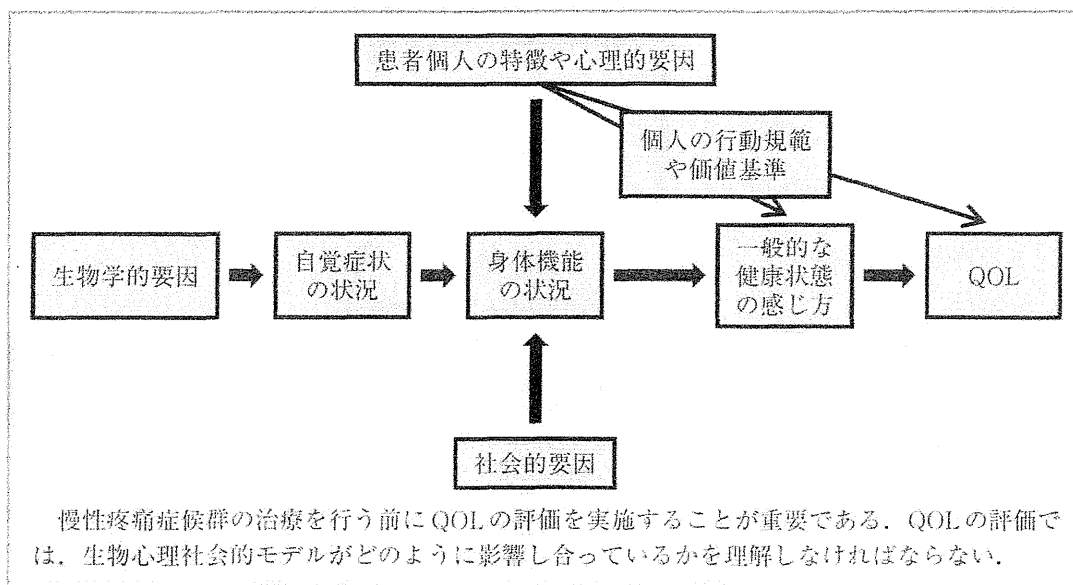 患者個人の特徴や心理的要因
個人の行動規範
や価値基準
生物学的要因
自覚症状
の状況
身体機能
の状況
一般的な
健康状態
の感じ方
QOL
社会的要因
慢性疼痛症候群の治療を行う前にQOLの評価を実施することが重要である．QOLの評価で
は，生物心理社会的モデルがどのように影響し合っているかを理解しなければならない．